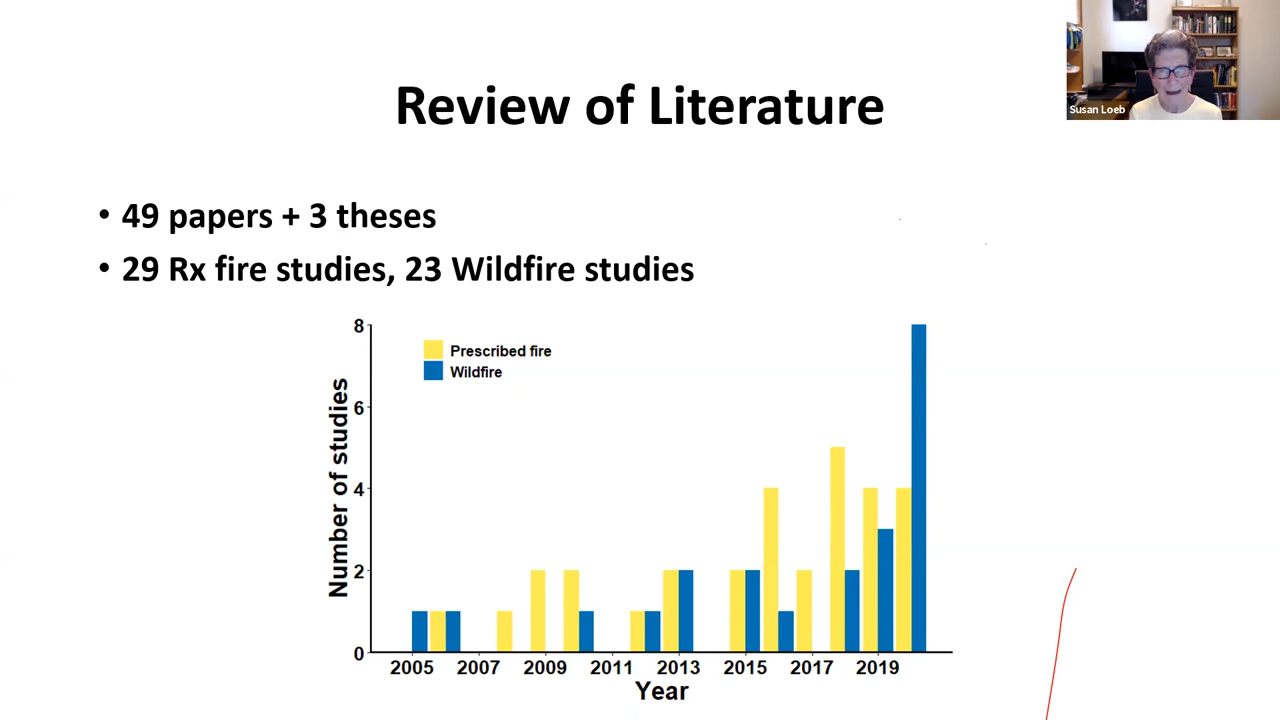 Susan Loeb
Review of Literature
• 49 papers + 3 theses
• 29 Rx fire studies, 23 Wildfire studies
8
6
4
2
0
Number of studies
Prescribed fire
Wildfire
2005 2007 2009 2011 2013 2015 2017 2019
Year